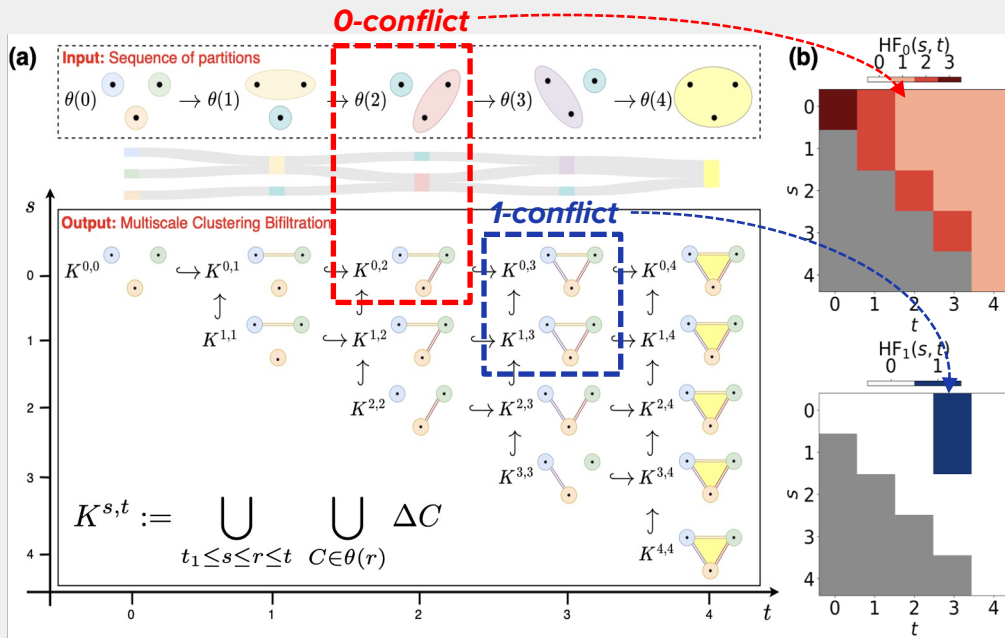 0-conflict
(a)
Input: Sequence of partitions
θ(0) → θ(1) → θ(2) → θ(3) → θ(4)
s
Output: Multiscale Clustering Bifiltration
1-conflict
0
K^{0,0} ↪ K^{0,1} ↪ K^{0,2} ↪ K^{0,3} ↪ K^{0,4}
↑ ↑ ↑ ↑
1
K^{1,1} ↪ K^{1,2} ↪ K^{1,3} ↪ K^{1,4}
↑ ↑ ↑
2
K^{2,2} ↪ K^{2,3} ↪ K^{2,4}
↑ ↑
3
K^{3,3} ↪ K^{3,4}
↑
4
K^{4,4}
K^{s,t} := ⋃_{t_1≤s≤r≤t} ⋃_{C∈θ(r)} ΔC
0 1 2 3 4 t
(b)
HF_0(s, t)
0 1 2 3
0
1
2
3
4
s
0 1 2 3 4
t
HF_1(s, t)
0 1
0
1
2
3
4
s
0 1 2 3 4
t